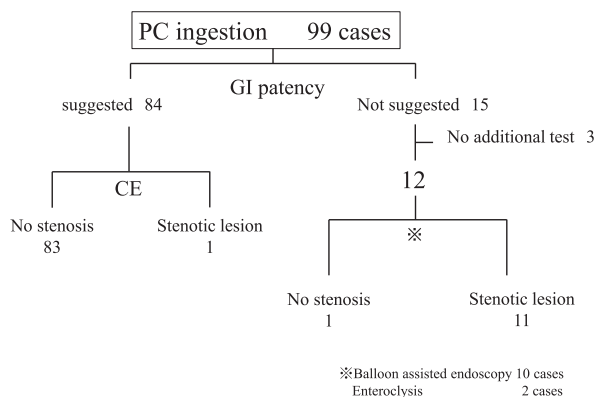 PC ingestion 99 cases
GI patency
suggested 84
Not suggested 15
No additional test 3
12
CE
※
No stenosis
83
Stenotic lesion
1
No stenosis
1
Stenotic lesion
11
※Balloon assisted endoscopy 10 cases
Enteroclysis 2 cases